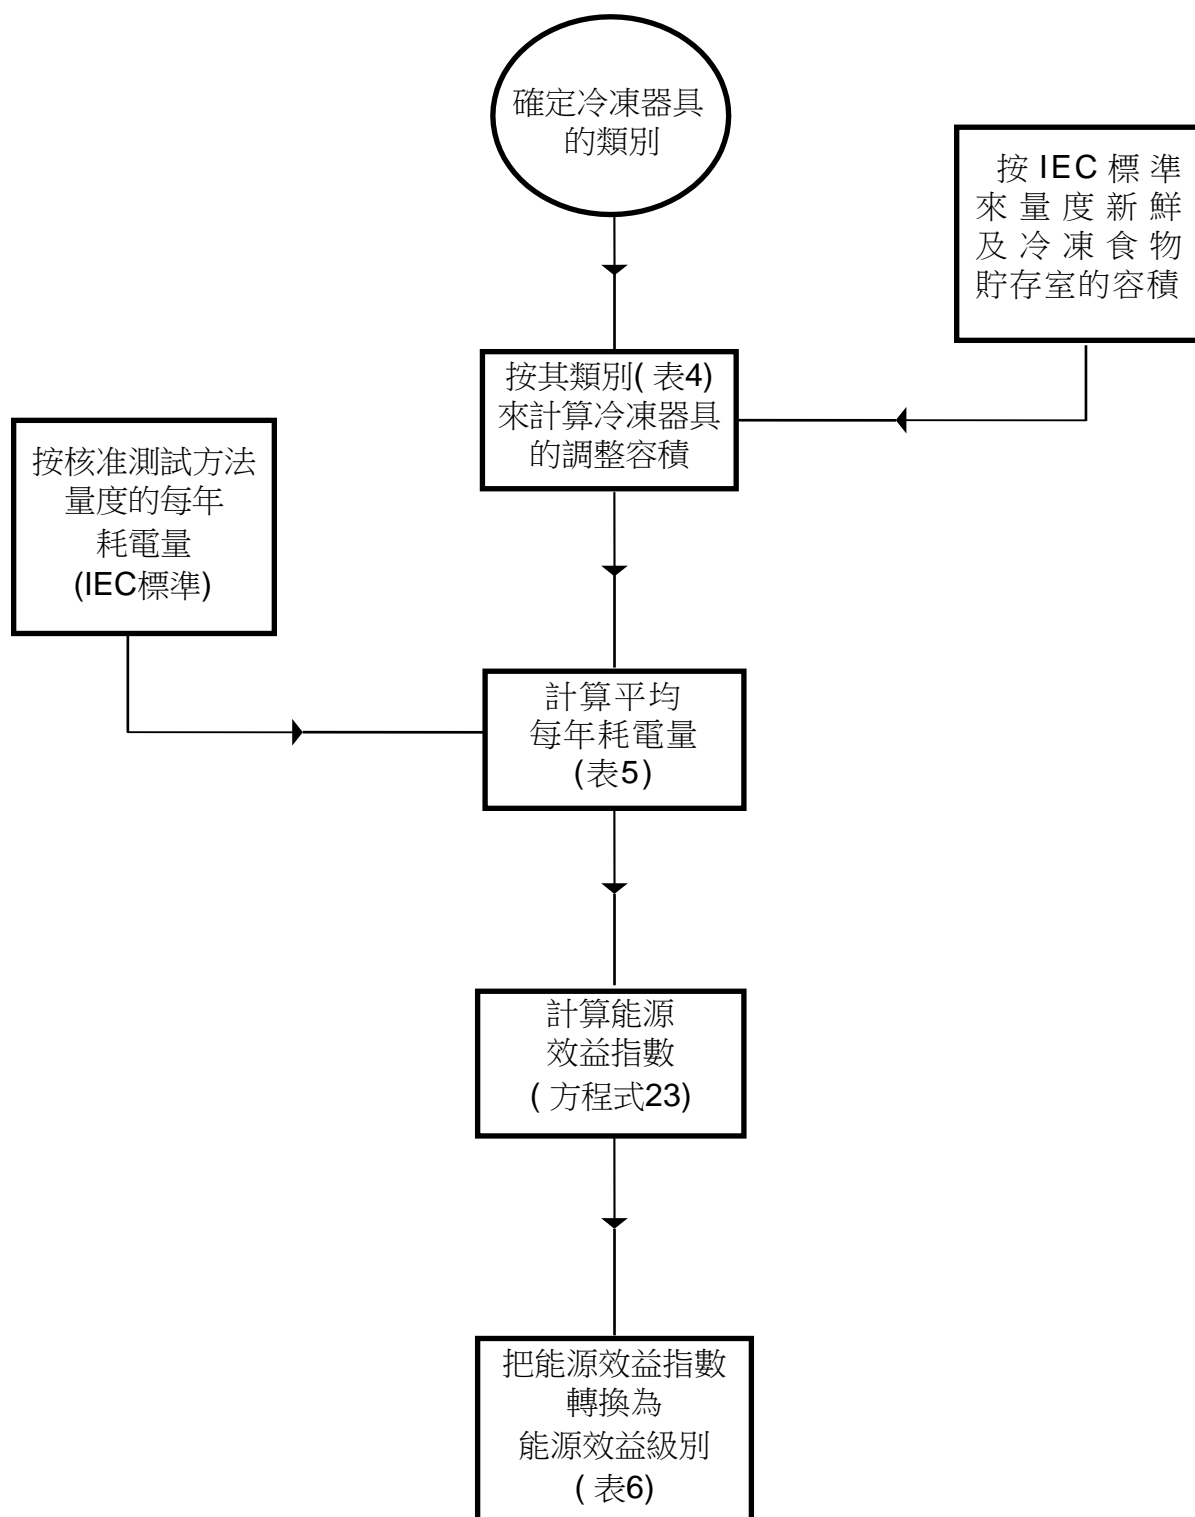 確定冷凍器具
的類別
按IEC標準
來量度新鮮
及冷凍食物
貯存室的容積
按其類別(表4)
來計算冷凍器具
的調整容積
按核准測試方法
量度的每年
耗電量
(IEC標準)
計算平均
每年耗電量
(表5)
計算能源
效益指數
(方程式23)
把能源效益指數
轉換為
能源效益級別
(表6)